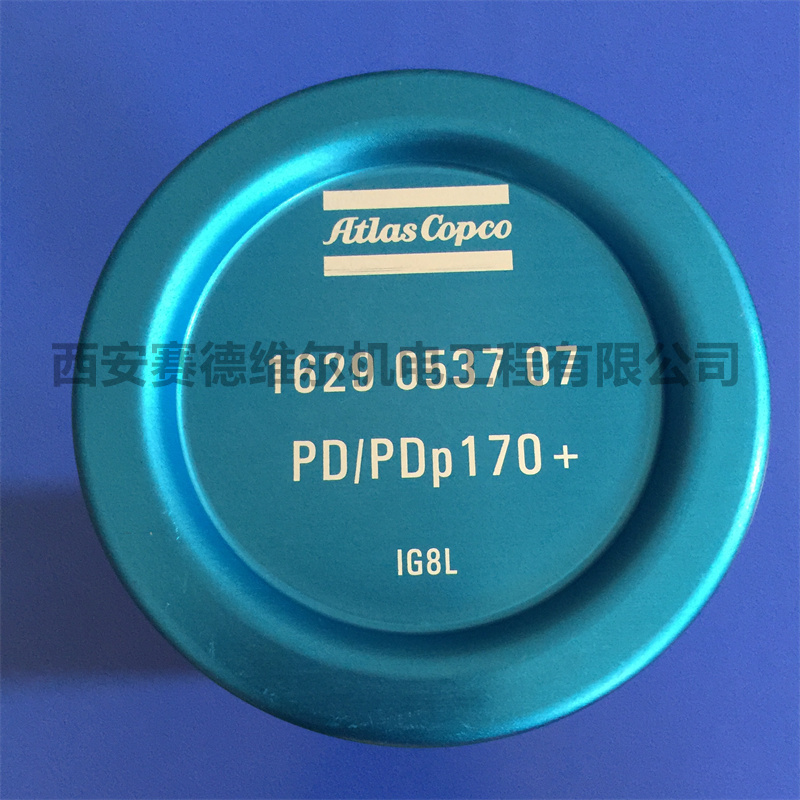 Atlas Copco
西安赛德维尔机电工程有限公司
1629 0537 07
PD/PDp170+
IG8L